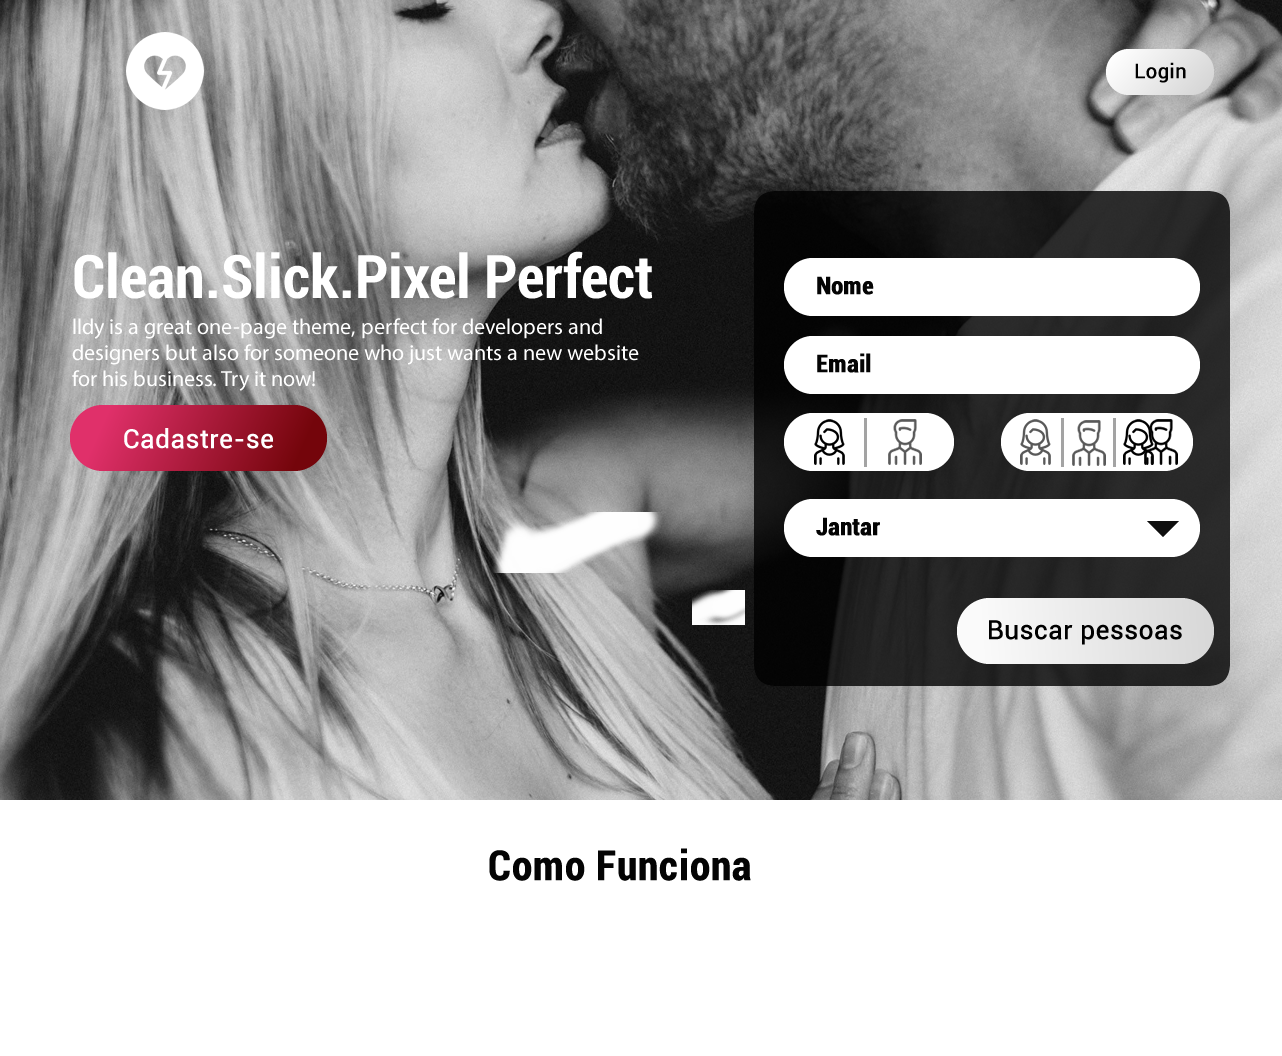 Login
Clean.Slick.Pixel Perfect
lldy is a great one-page theme, perfect for developers and
designers but also for someone who just wants a new website
for his business. Try it now!
Cadastre-se
Nome
Email
Jantar
Buscar pessoas
Como Funciona